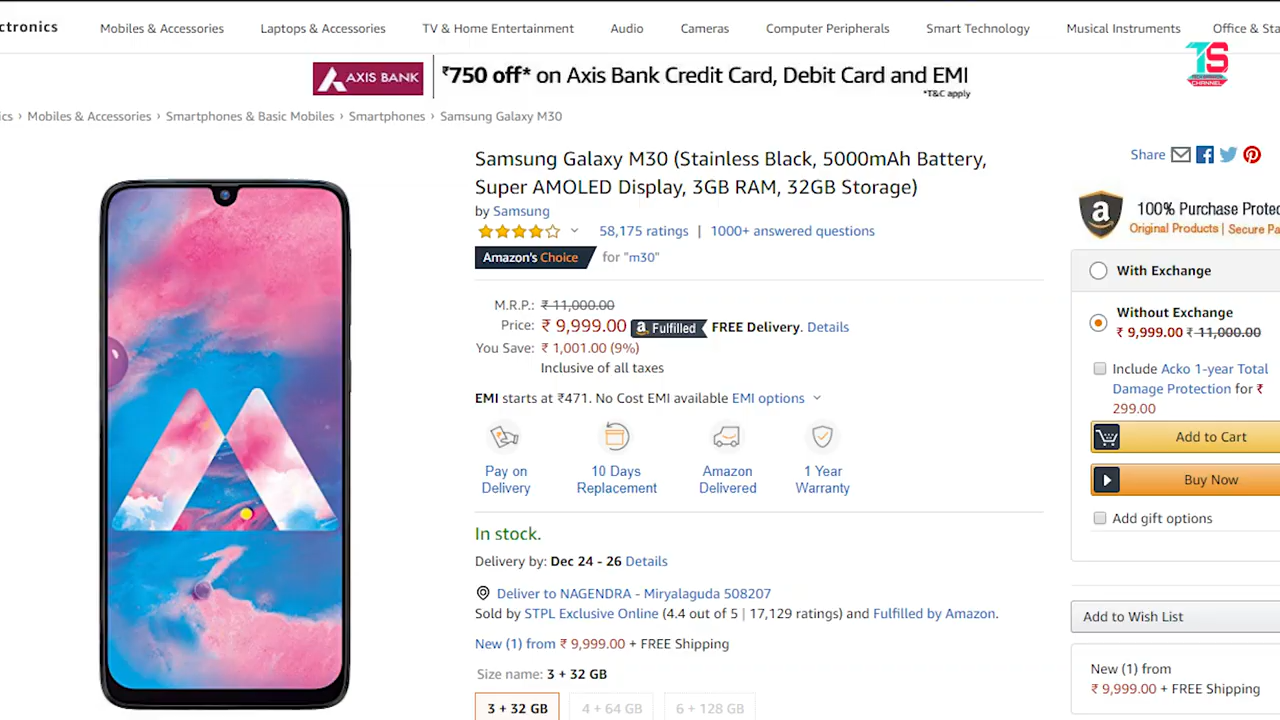 ctronics
Mobiles & Accessories
Laptops & Accessories
TV & Home Entertainment
Audio
Cameras
Computer Peripherals
Smart Technology
Musical Instruments
Office & Sta
TS
CHANNEL
AXIS BANK
₹750 off* on Axis Bank Credit Card, Debit Card and EMI
*T&C apply
ics › Mobiles & Accessories › Smartphones & Basic Mobiles › Smartphones › Samsung Galaxy M30
Samsung Galaxy M30 (Stainless Black, 5000mAh Battery,
Super AMOLED Display, 3GB RAM, 32GB Storage)
by Samsung
58,175 ratings | 1000+ answered questions
Amazon's Choice for "m30"
M.R.P.: ₹ 11,000.00
Price: ₹ 9,999.00 a Fulfilled FREE Delivery. Details
You Save: ₹ 1,001.00 (9%)
Inclusive of all taxes
EMI starts at ₹471. No Cost EMI available EMI options
Pay on
Delivery
10 Days
Replacement
Amazon
Delivered
1 Year
Warranty
In stock.
Delivery by: Dec 24 - 26 Details
Deliver to NAGENDRA - Miryalaguda 508207
Sold by STPL Exclusive Online (4.4 out of 5 | 17,129 ratings) and Fulfilled by Amazon.
New (1) from ₹ 9,999.00 + FREE Shipping
Size name: 3 + 32 GB
3 + 32 GB
4 + 64 GB
6 + 128 GB
Share
a
100% Purchase Protec
Original Products | Secure Pa
With Exchange
Without Exchange
₹ 9,999.00 ₹ 11,000.00
Include Acko 1-year Total
Damage Protection for ₹
299.00
Add to Cart
Buy Now
Add gift options
Add to Wish List
New (1) from
₹ 9,999.00 + FREE Shipping